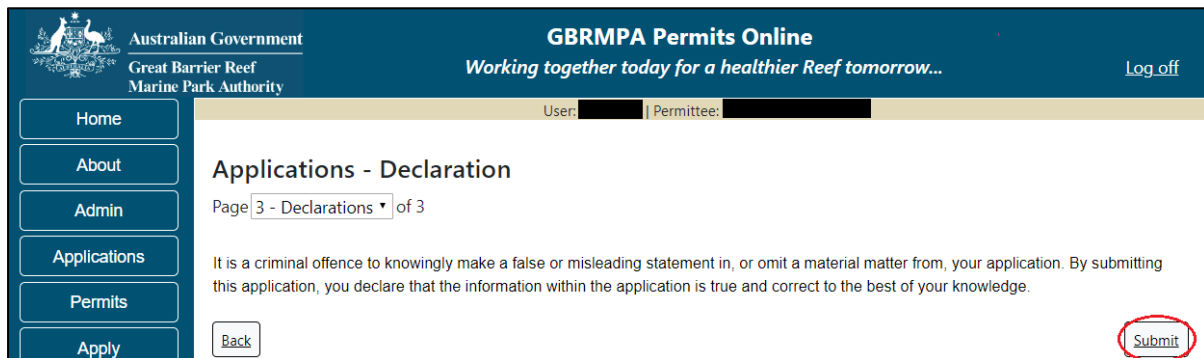 Australian Government
Great Barrier Reef
Marine Park Authority
GBRMPA Permits Online
Working together today for a healthier Reef tomorrow...
Log off
User: | Permittee:
Home
About
Admin
Applications
Permits
Apply
Applications - Declaration
Page 3 - Declarations of 3
It is a criminal offence to knowingly make a false or misleading statement in, or omit a material matter from, your application. By submitting
this application, you declare that the information within the application is true and correct to the best of your knowledge.
Back
Submit